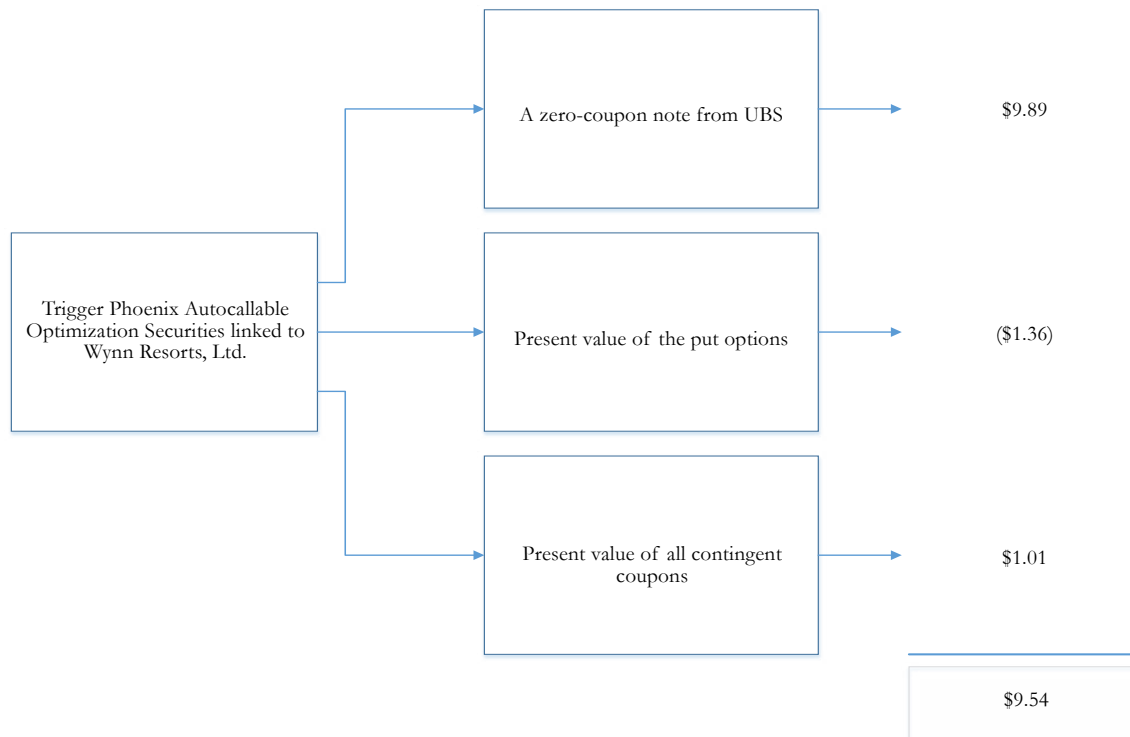 A zero-coupon note from UBS
$9.89
Trigger Phoenix Autocallable
Optimization Securities linked to
Wynn Resorts, Ltd.
Present value of the put options
($1.36)
Present value of all contingent
coupons
$1.01
$9.54